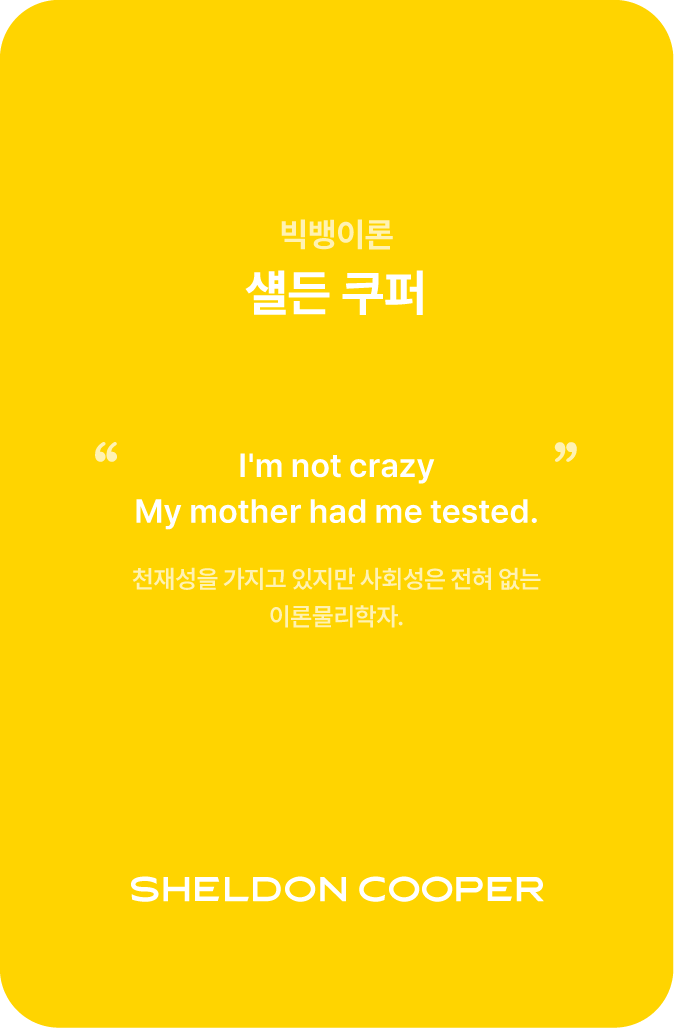 빅뱅이론
섈든 쿠퍼
“ I'm not crazy ”
My mother had me tested.
천재성을 가지고 있지만 사회성은 전혀 없는
이론물리학자.
SHELDON COOPER